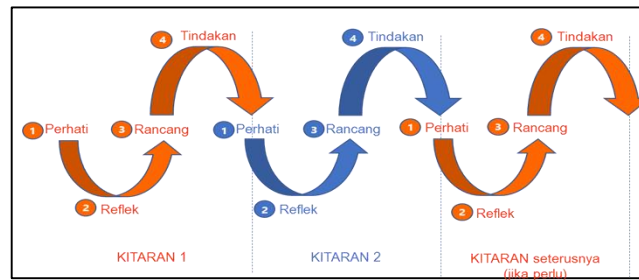 4 Tindakan
1 Perhati
3 Rancang
2 Reflek
KITARAN 1
4 Tindakan
1 Perhati
3 Rancang
2 Reflek
KITARAN 2
4 Tindakan
1 Perhati
3 Rancang
2 Reflek
KITARAN seterusnya
(jika perlu)